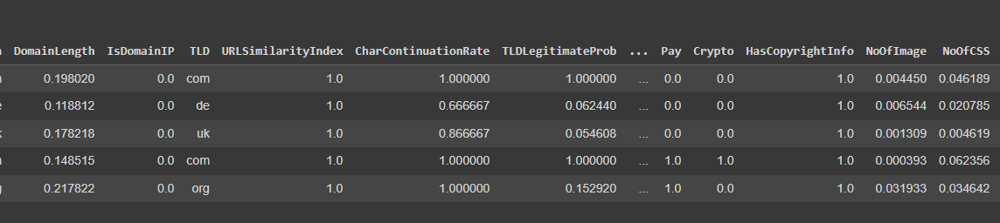 DomainLength IsDomainIP TLD URLSimilarityIndex CharContinuationRate TLDLegitimateProb ... Pay Crypto HasCopyrightInfo NoOfImage NoOfCSS
0.198020 0.0 com 1.0 1.000000 1.000000 ... 0.0 0.0 1.0 0.004450 0.046189
0.118812 0.0 de 1.0 0.666667 0.062440 ... 0.0 0.0 1.0 0.006544 0.020785
0.178218 0.0 uk 1.0 0.866667 0.054608 ... 0.0 0.0 1.0 0.001309 0.004619
0.148515 0.0 com 1.0 1.000000 1.000000 ... 1.0 1.0 1.0 0.000393 0.062356
0.217822 0.0 org 1.0 1.000000 0.152920 ... 1.0 0.0 1.0 0.031933 0.034642